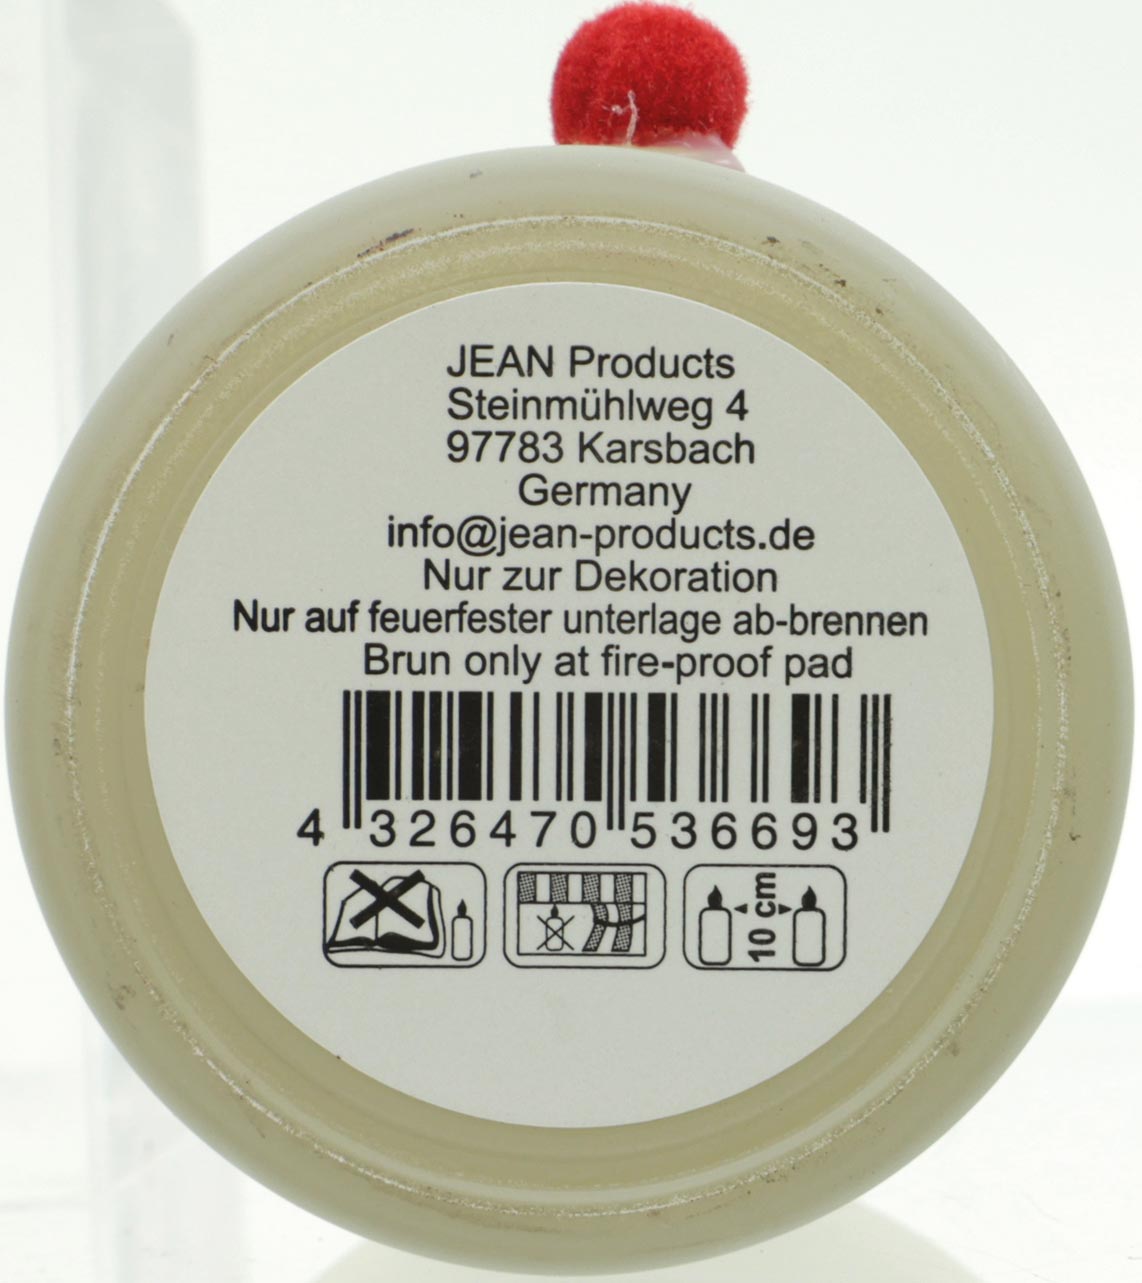 JEAN Products
Steinmühlweg 4
97783 Karsbach
Germany
info@jean-products.de
Nur zur Dekoration
Nur auf feuerfester unterlage ab-brennen
Brun only at fire-proof pad
4 326470 536693
10 cm